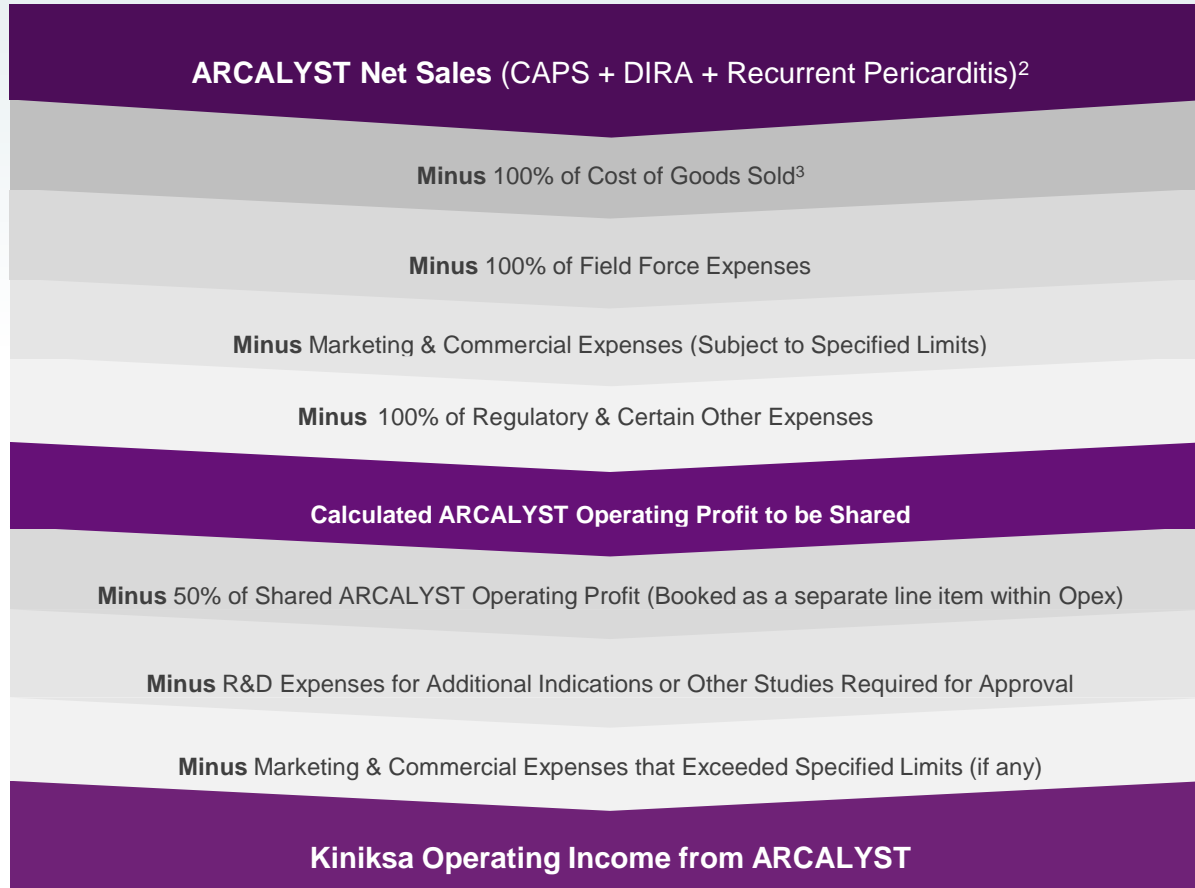 ARCALYST Net Sales (CAPS + DIRA + Recurrent Pericarditis)²
Minus 100% of Cost of Goods Sold³
Minus 100% of Field Force Expenses
Minus Marketing & Commercial Expenses (Subject to Specified Limits)
Minus 100% of Regulatory & Certain Other Expenses
Calculated ARCALYST Operating Profit to be Shared
Minus 50% of Shared ARCALYST Operating Profit (Booked as a separate line item within Opex)
Minus R&D Expenses for Additional Indications or Other Studies Required for Approval
Minus Marketing & Commercial Expenses that Exceeded Specified Limits (if any)
Kiniksa Operating Income from ARCALYST